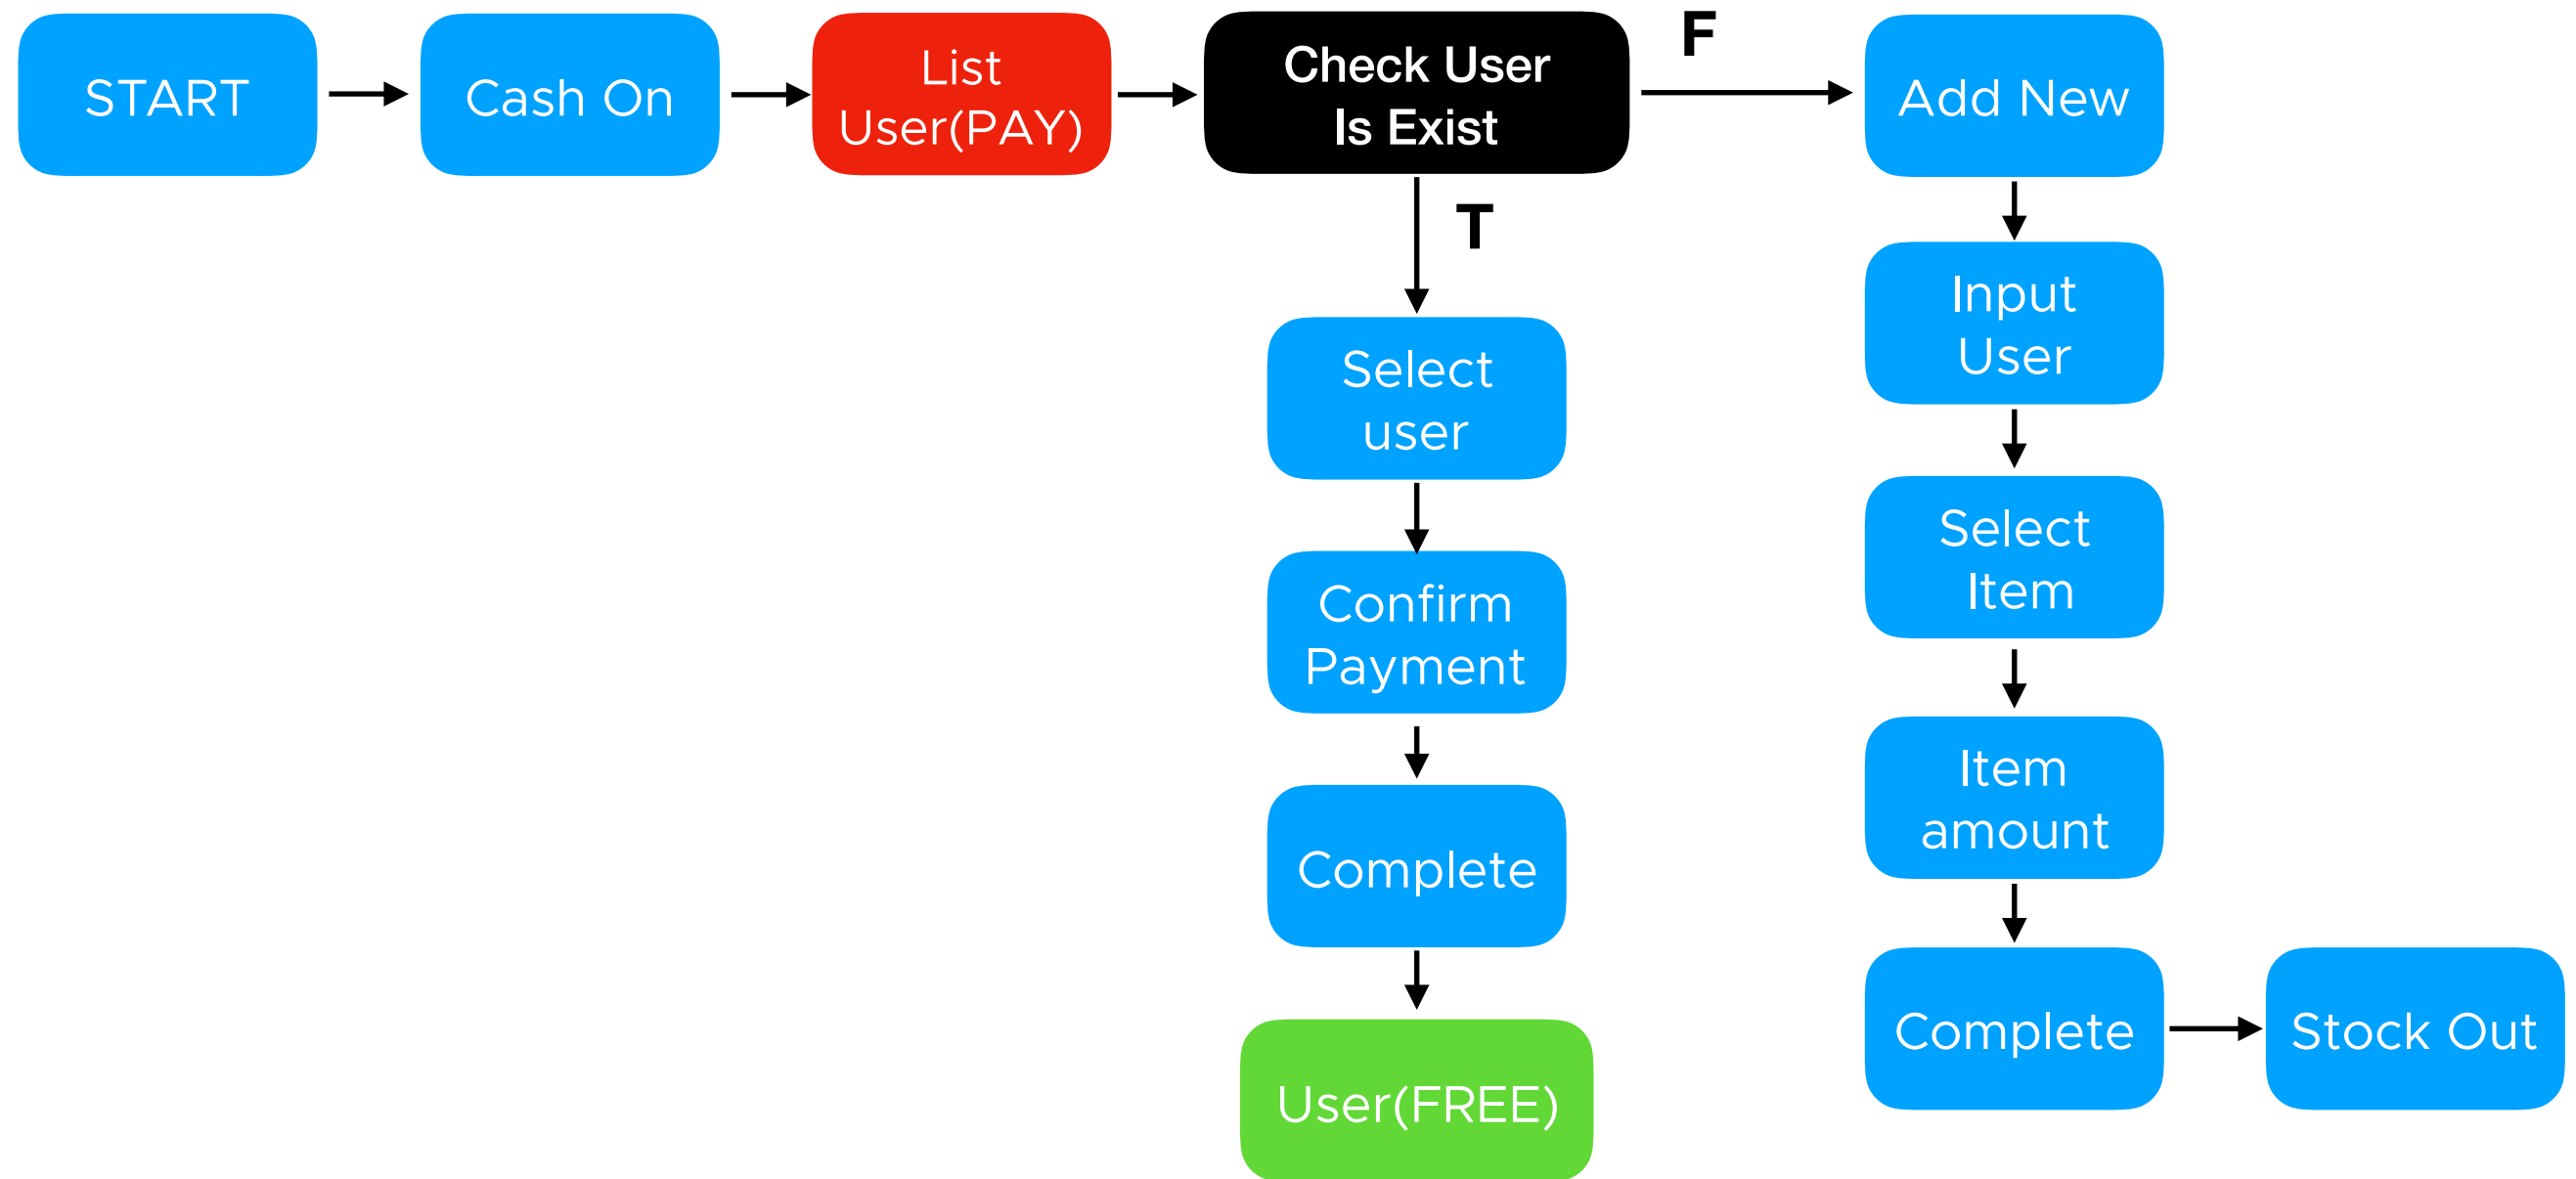 START
Cash On
List
User(PAY)
Check User
Is Exist
F
Add New
T
Select
user
Confirm
Payment
Complete
User(FREE)
Input
User
Select
Item
Item
amount
Complete
Stock Out